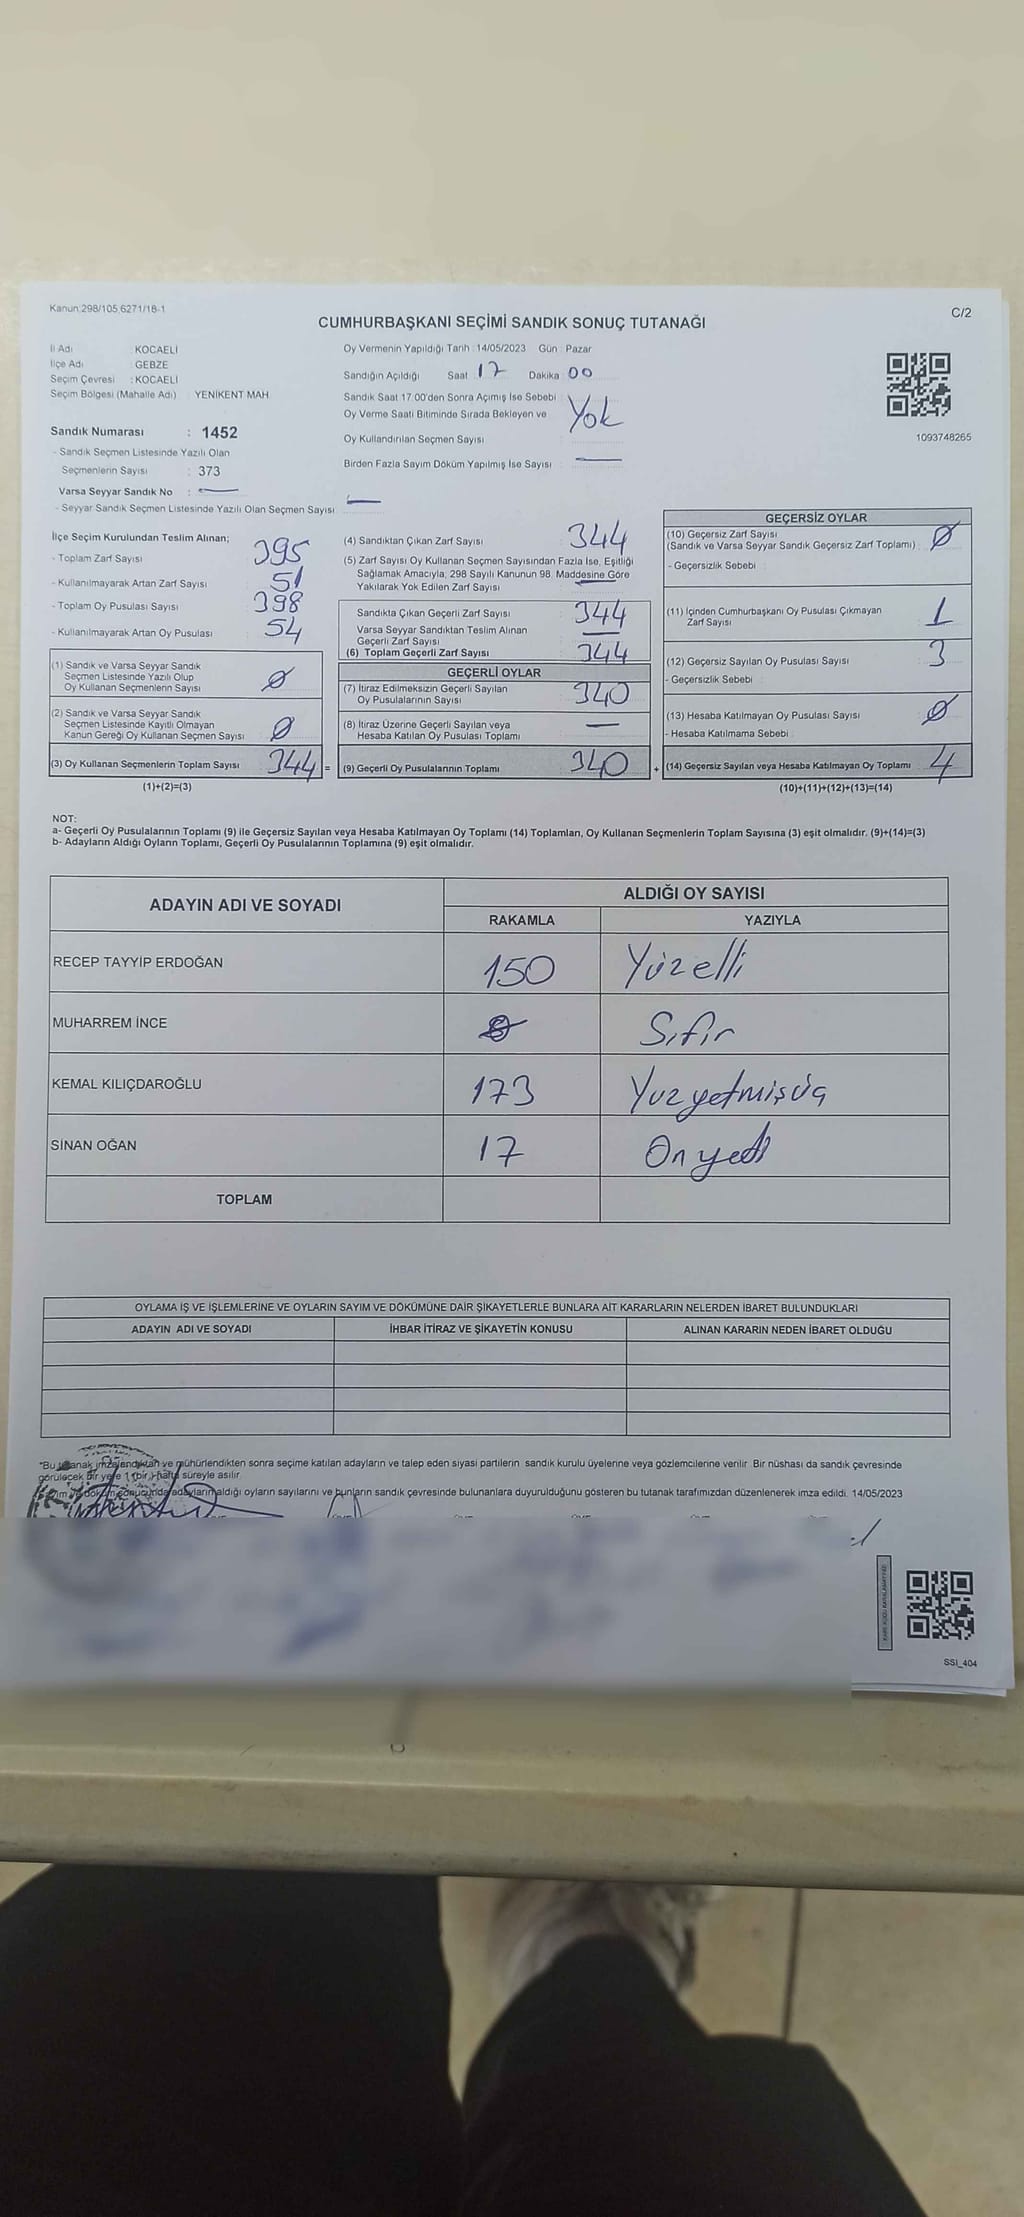 Kanun:298/105,6271/18-1
C/2
CUMHURBAŞKANI SEÇİMİ SANDIK SONUÇ TUTANAĞI
İl Adı : KOCAELİ
İlçe Adı : GEBZE
Seçim Çevresi : KOCAELİ
Seçim Bölgesi (Mahalle Adı) : YENİKENT MAH
Sandık Numarası : 1452
- Sandık Seçmen Listesinde Yazılı Olan
Seçmenlerin Sayısı : 373
Varsa Seyyar Sandık No : —
- Seyyar Sandık Seçmen Listesinde Yazılı Olan Seçmen Sayısı : —
Oy Vermenin Yapıldığı Tarih : 14/05/2023 Gün : Pazar
Sandığın Açıldığı Saat 17 Dakika 00
Sandık Saat 17.00'den Sonra Açımış İse Sebebi
Oy Verme Saati Bitiminde Sırada Bekleyen ve Yok
Oy Kullandırılan Seçmen Sayısı
Birden Fazla Sayım Döküm Yapılmış İse Sayısı —
1093748265
İlçe Seçim Kurulundan Teslim Alınan;
- Toplam Zarf Sayısı 395
- Kullanılmayarak Artan Zarf Sayısı 51
- Toplam Oy Pusulası Sayısı 398
- Kullanılmayarak Artan Oy Pusulası 54
(1) Sandık ve Varsa Seyyar Sandık
Seçmen Listesinde Yazılı Olup
Oy Kullanan Seçmenlerin Sayısı Ø
(2) Sandık ve Varsa Seyyar Sandık
Seçmen Listesinde Kayıtlı Olmayan
Kanun Gereği Oy Kullanan Seçmen Sayısı Ø
(3) Oy Kullanan Seçmenlerin Toplam Sayısı 344 =
(1)+(2)=(3)
(4) Sandıktan Çıkan Zarf Sayısı 344
(5) Zarf Sayısı Oy Kullanan Seçmen Sayısından Fazla İse, Eşitliği
Sağlamak Amacıyla, 298 Sayılı Kanunun 98. Maddesine Göre
Yakılarak Yok Edilen Zarf Sayısı —
Sandıkta Çıkan Geçerli Zarf Sayısı 344
Varsa Seyyar Sandıktan Teslim Alınan
Geçerli Zarf Sayısı —
(6) Toplam Geçerli Zarf Sayısı 344
GEÇERLİ OYLAR
(7) İtiraz Edilmeksizin Geçerli Sayılan
Oy Pusulalarının Sayısı 340
(8) İtiraz Üzerine Geçerli Sayılan veya
Hesaba Katılan Oy Pusulası Toplamı —
(9) Geçerli Oy Pusulalarının Toplamı 340 +
GEÇERSİZ OYLAR
(10) Geçersiz Zarf Sayısı
(Sandık ve Varsa Seyyar Sandık Geçersiz Zarf Toplamı) : Ø
- Geçersizlik Sebebi
(11) İçinden Cumhurbaşkanı Oy Pusulası Çıkmayan
Zarf Sayısı 1
(12) Geçersiz Sayılan Oy Pusulası Sayısı 3
- Geçersizlik Sebebi :
(13) Hesaba Katılmayan Oy Pusulası Sayısı Ø
- Hesaba Katılmama Sebebi
(14) Geçersiz Sayılan veya Hesaba Katılmayan Oy Toplamı 4
(10)+(11)+(12)+(13)=(14)
NOT:
a- Geçerli Oy Pusulalarının Toplamı (9) ile Geçersiz Sayılan veya Hesaba Katılmayan Oy Toplamı (14) Toplamları, Oy Kullanan Seçmenlerin Toplam Sayısına (3) eşit olmalıdır. (9)+(14)=(3)
b- Adayların Aldığı Oyların Toplamı, Geçerli Oy Pusulalarının Toplamına (9) eşit olmalıdır.
ADAYIN ADI VE SOYADI
ALDIĞI OY SAYISI
RAKAMLA YAZIYLA
RECEP TAYYİP ERDOĞAN 150 Yüzelli
MUHARREM İNCE Ø Sıfır
KEMAL KILIÇDAROĞLU 173 Yüzyetmişüç
SİNAN OĞAN 17 Onyedi
TOPLAM
OYLAMA İŞ VE İŞLEMLERİNE VE OYLARIN SAYIM VE DÖKÜMÜNE DAİR ŞİKAYETLERLE BUNLARA AİT KARARLARIN NELERDEN İBARET BULUNDUKLARI
ADAYIN ADI VE SOYADI İHBAR İTİRAZ VE ŞİKAYETİN KONUSU ALINAN KARARIN NEDEN İBARET OLDUĞU
"Bu tutanak imzalandıktan ve mühürlendikten sonra seçime katılan adayların ve talep eden siyasi partilerin sandık kurulu üyelerine veya gözlemcilerine verilir. Bir nüshası da sandık çevresinde
görülecek bir yere 1 (bir) hafta süreyle asılır.
aldığı oyların sayılarını ve bunların sandık çevresinde bulunanlara duyurulduğunu gösteren bu tutanak tarafımızdan düzenlenerek imza edildi. 14/05/2023
SSİ_404